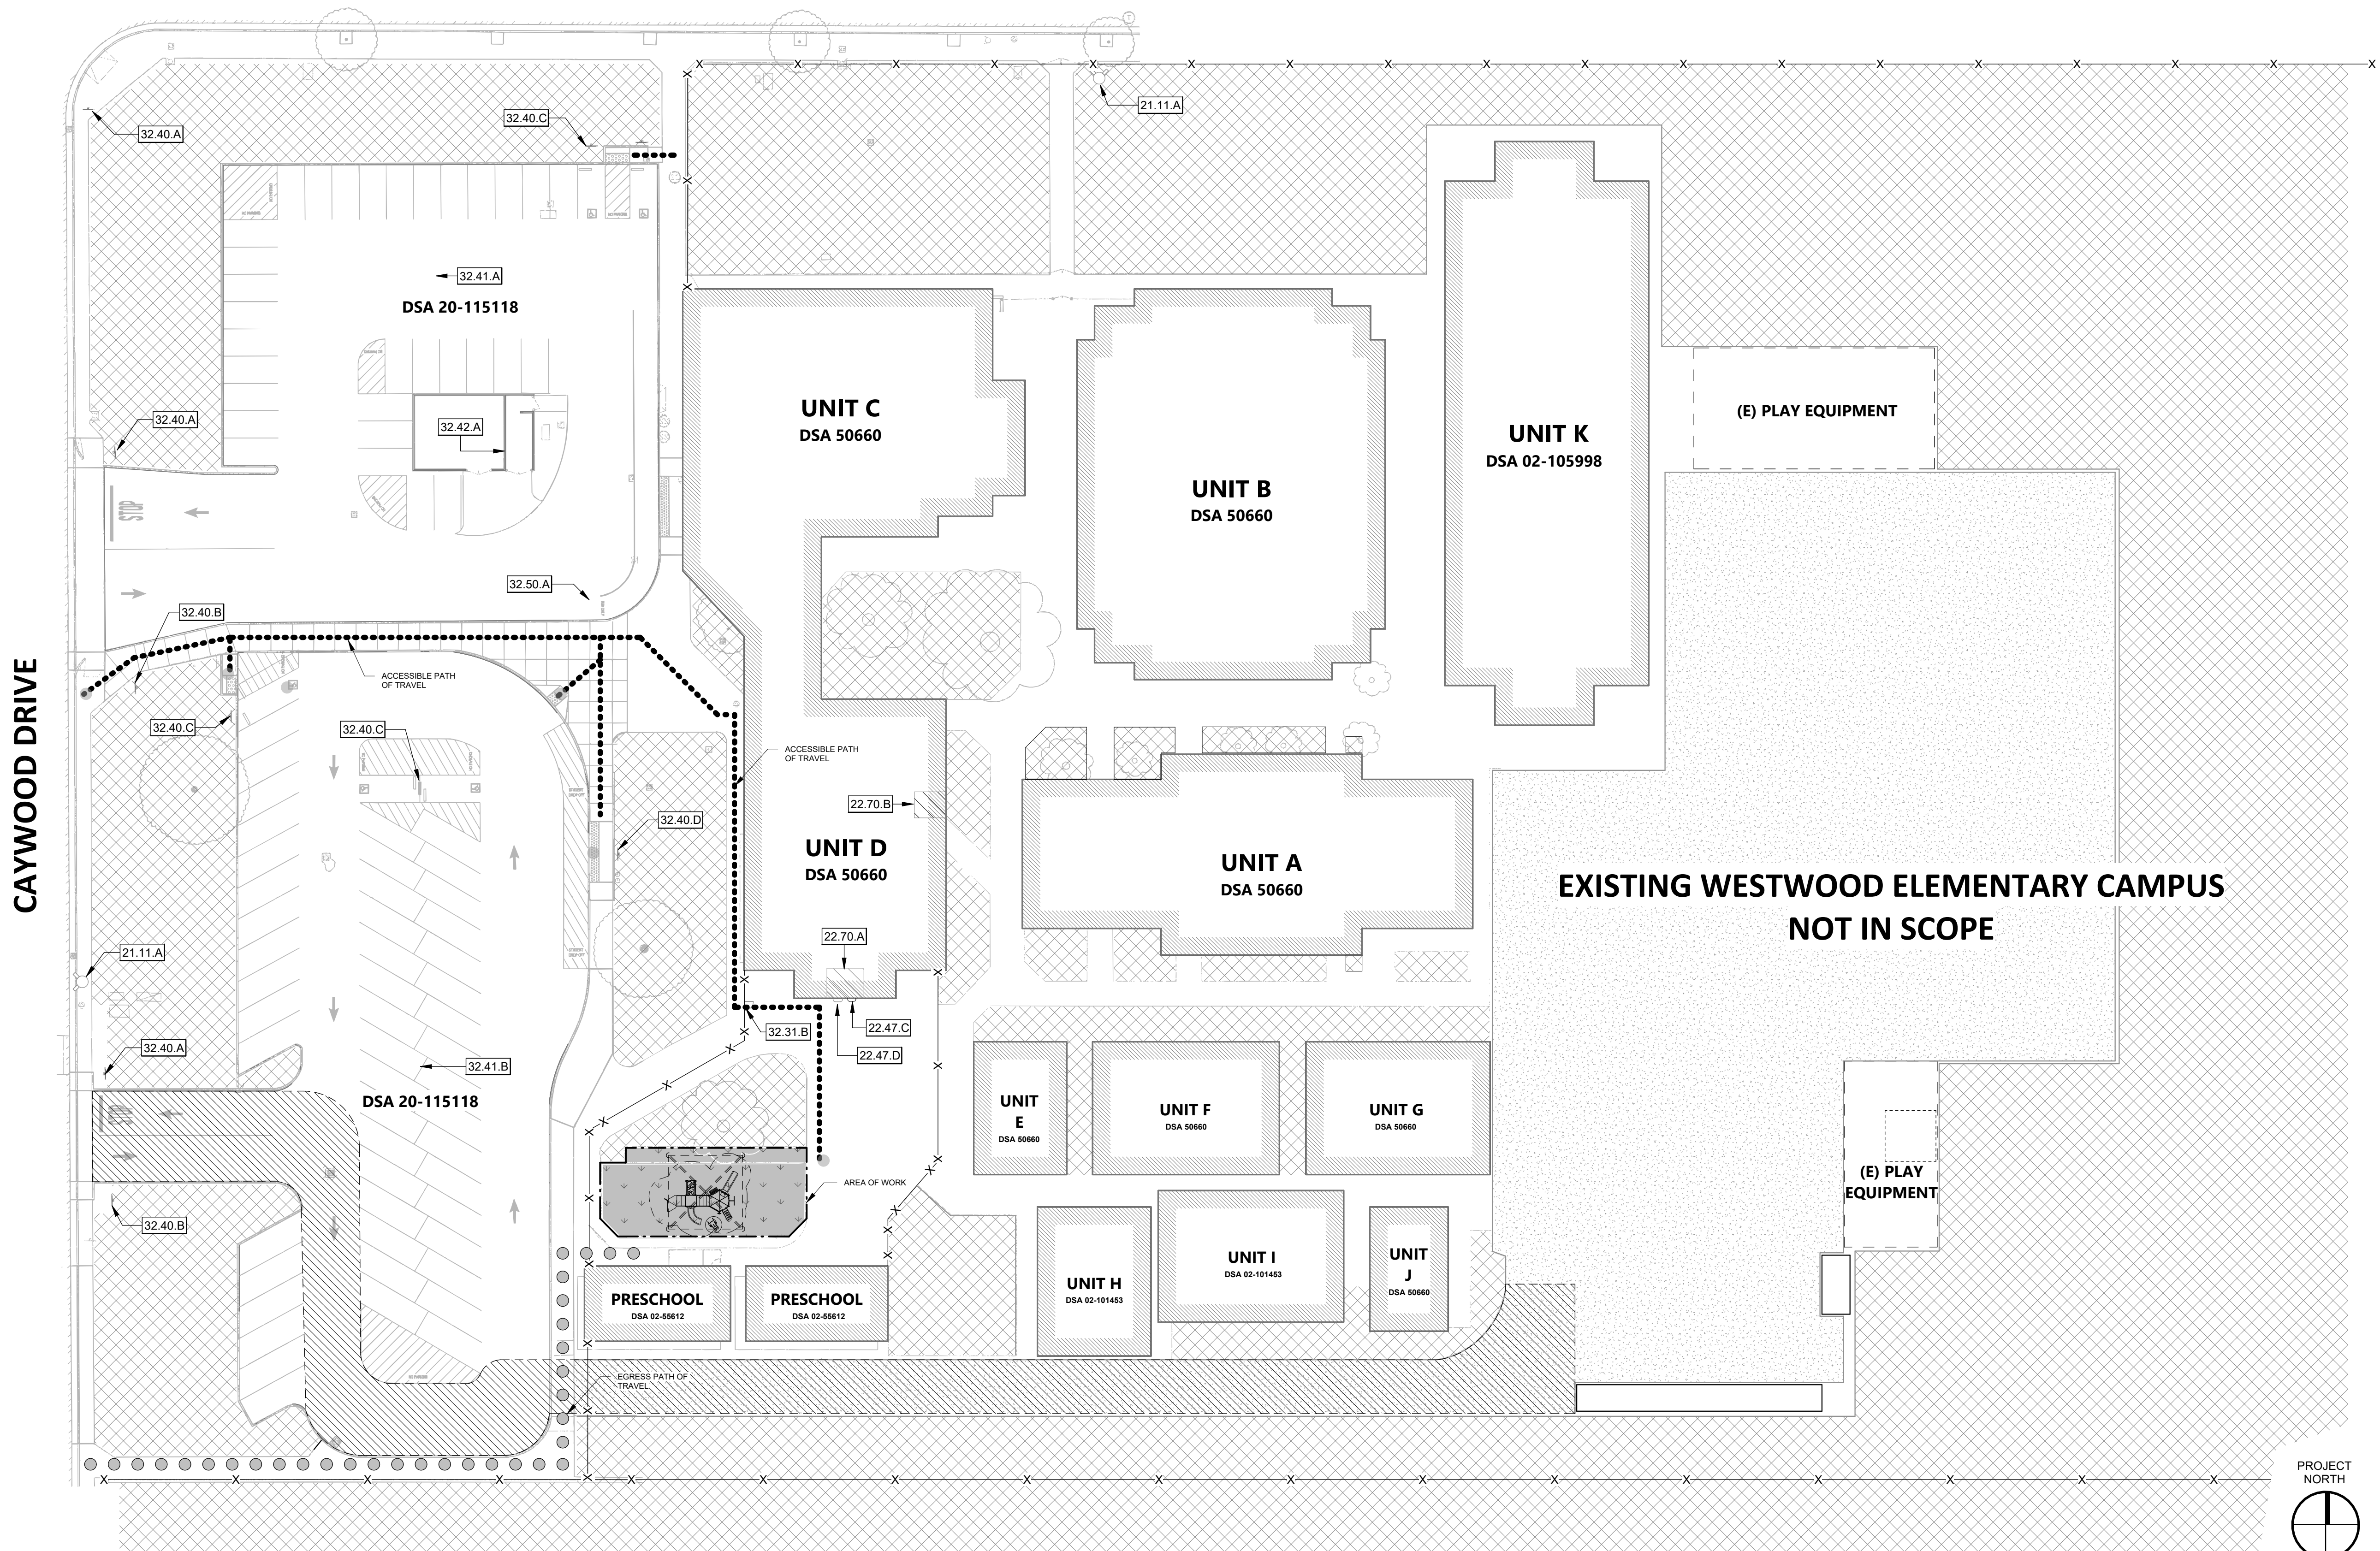 21.11.A
32.40.A
32.40.C
32.41.A
DSA 20-115118
32.40.A
32.42.A
STOP
32.50.A
32.40.B
ACCESSIBLE PATH
OF TRAVEL
32.40.C
32.40.C
UNIT C
DSA 50660
UNIT B
DSA 50660
UNIT K
DSA 02-105998
(E) PLAY EQUIPMENT
CAYWOOD DRIVE
ACCESSIBLE PATH
OF TRAVEL
22.70.B
32.40.D
UNIT D
DSA 50660
UNIT A
DSA 50660
EXISTING WESTWOOD ELEMENTARY CAMPUS
NOT IN SCOPE
22.70.A
21.11.A
32.31.B
22.47.C
22.47.D
32.40.A
32.41.B
DSA 20-115118
STOP
UNIT
E
DSA 50660
UNIT F
DSA 50660
UNIT G
DSA 50660
(E) PLAY
EQUIPMENT
AREA OF WORK
32.40.B
UNIT H
DSA 02-101453
UNIT I
DSA 02-101453
UNIT
J
DSA 50660
PRESCHOOL
DSA 02-55612
PRESCHOOL
DSA 02-55612
EGRESS PATH OF
TRAVEL
PROJECT
NORTH